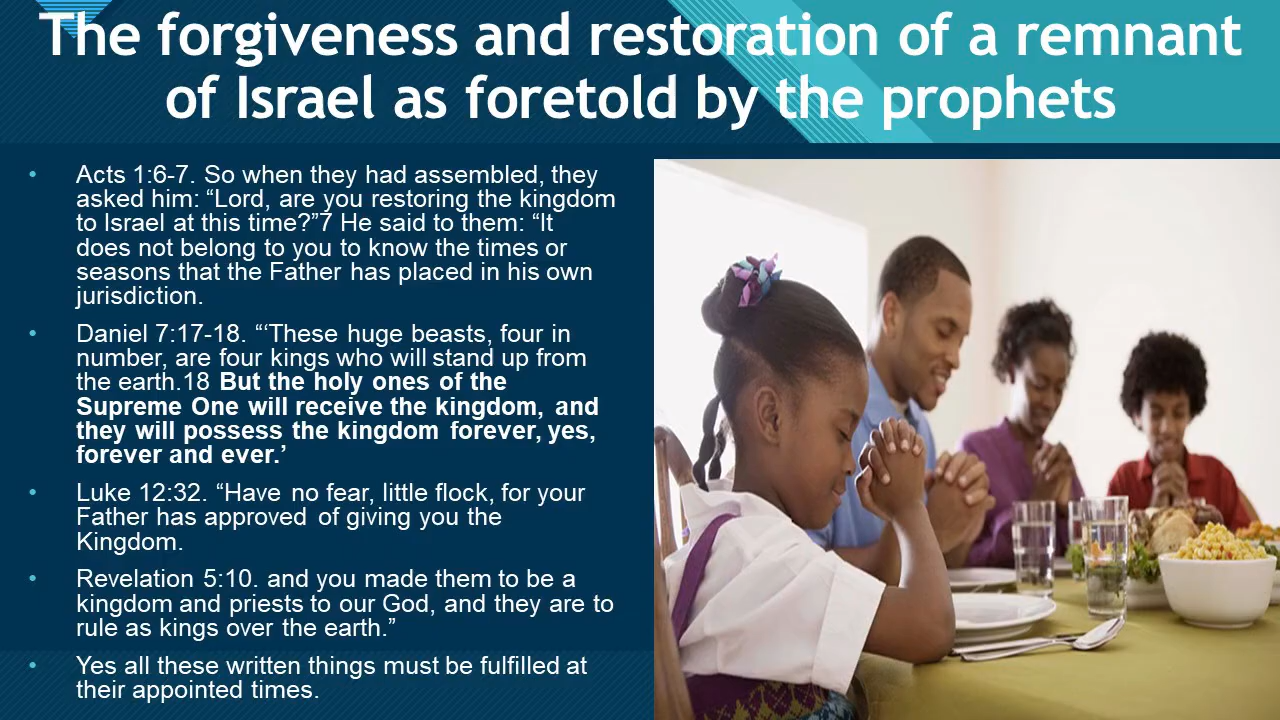 The forgiveness and restoration of a remnant
of Israel as foretold by the prophets
• Acts 1:6-7. So when they had assembled, they
asked him: “Lord, are you restoring the kingdom
to Israel at this time?”7 He said to them: “It
does not belong to you to know the times or
seasons that the Father has placed in his own
jurisdiction.
• Daniel 7:17-18. “‘These huge beasts, four in
number, are four kings who will stand up from
the earth.18 But the holy ones of the
Supreme One will receive the kingdom, and
they will possess the kingdom forever, yes,
forever and ever.’
• Luke 12:32. “Have no fear, little flock, for your
Father has approved of giving you the
Kingdom.
• Revelation 5:10. and you made them to be a
kingdom and priests to our God, and they are to
rule as kings over the earth.”
• Yes all these written things must be fulfilled at
their appointed times.